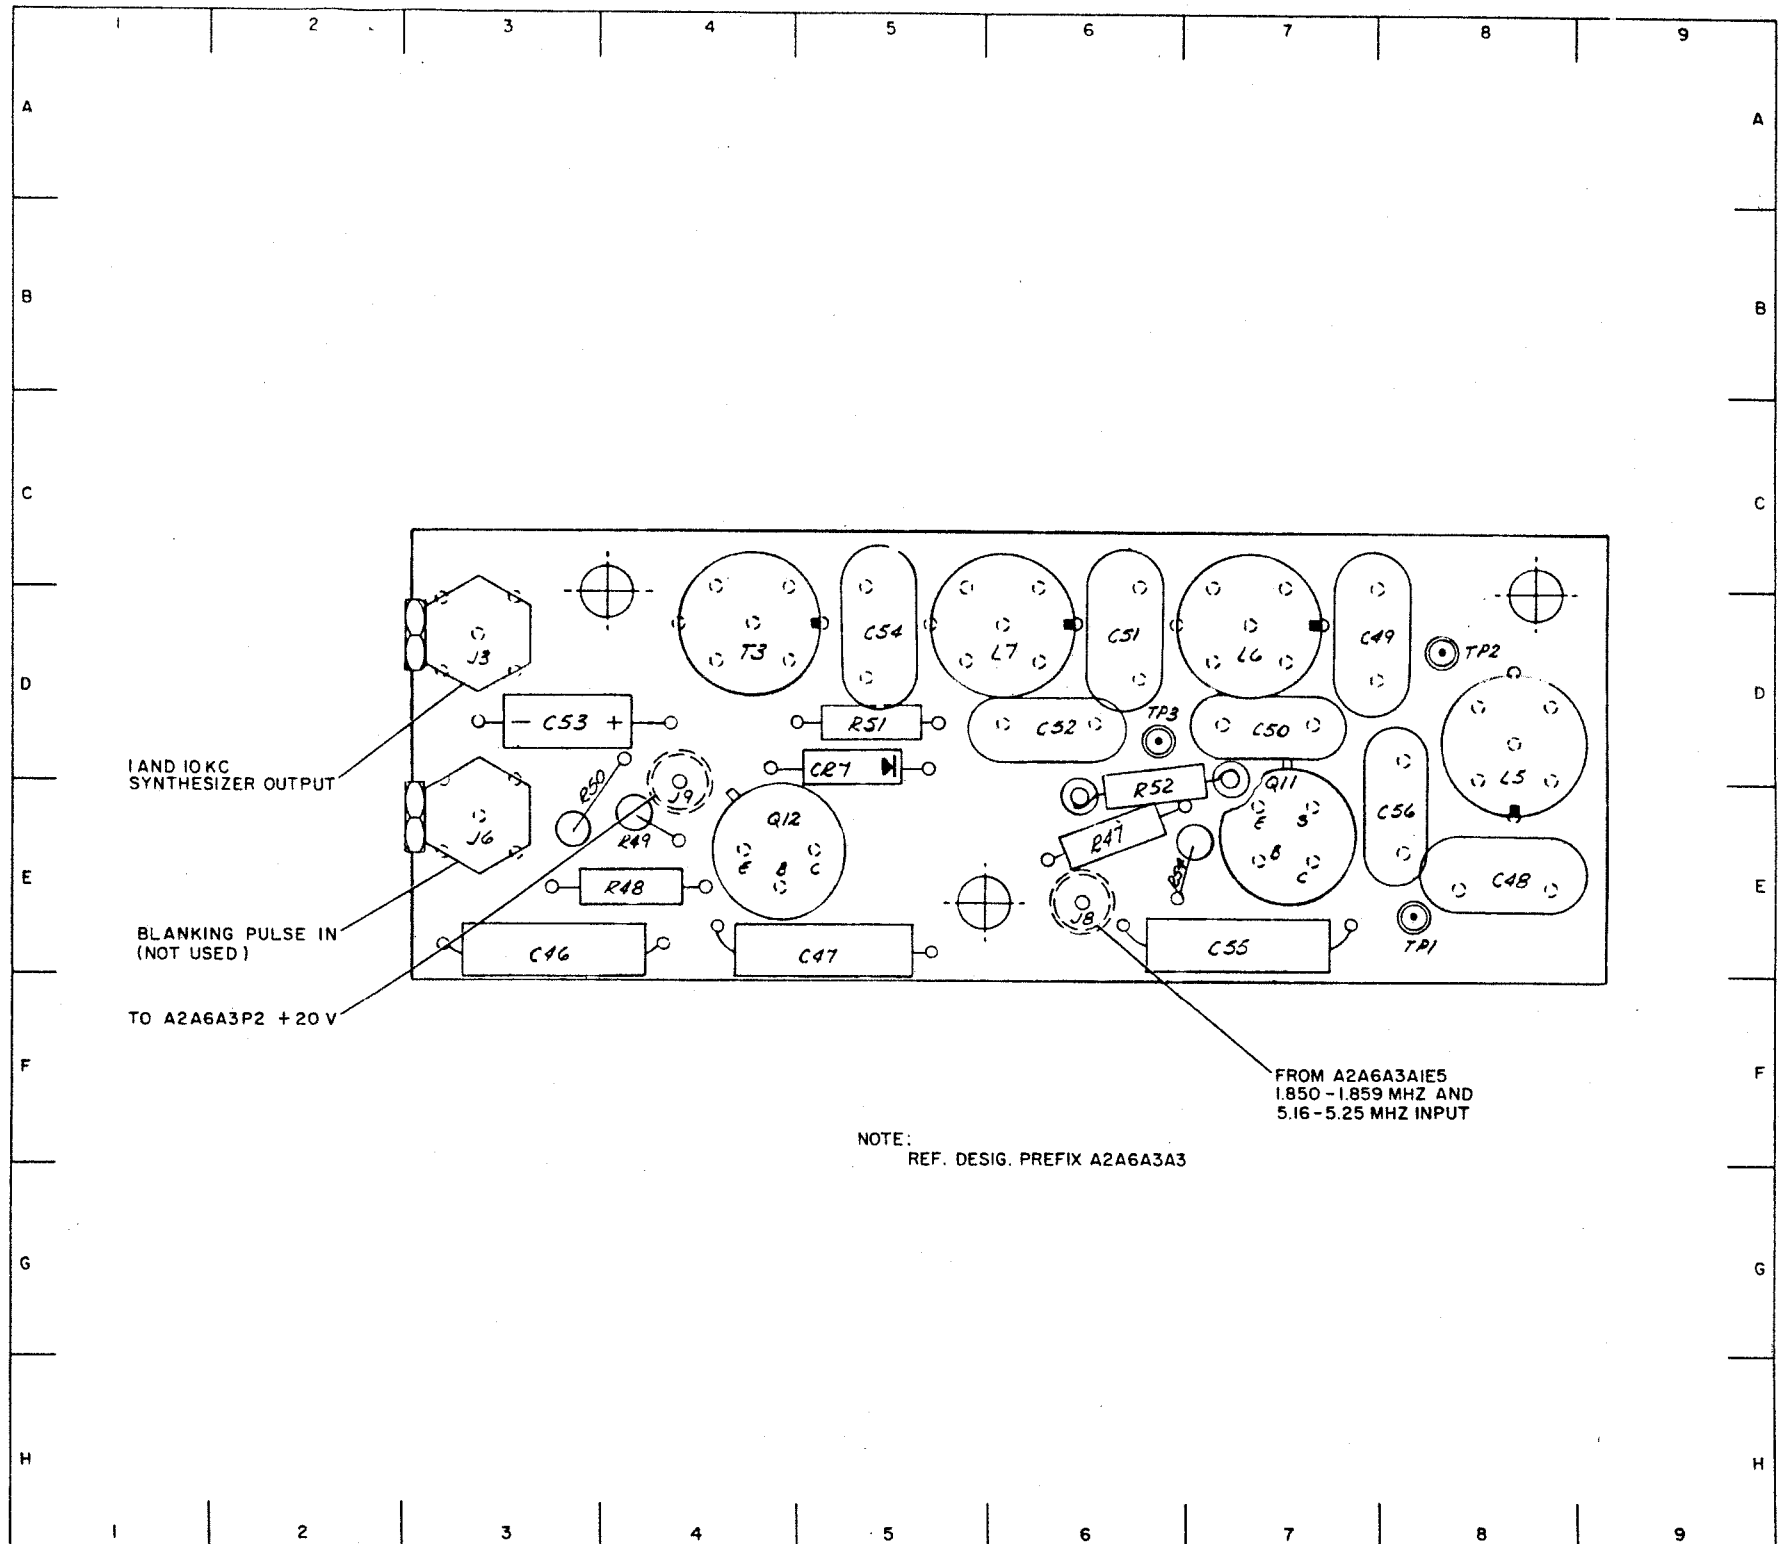 1 2 3 4 5 6 7 8 9
A A
B B
C C
J3 T3 C54 L7 C51 L6 C49 TP2
D D
- C53 + R51 C52 TP3 C50
1 AND 10 KC
SYNTHESIZER OUTPUT
CR7 L5
R50 J9 R52 Q11
J6 R49 Q12 R47 E S C56
E B C B C
R48 C48
E E
J8
BLANKING PULSE IN
(NOT USED)
C46 C47 C55 TP1
TO A2A6A3P2 +20 V
F F
FROM A2A6A3A1E5
1.850-1.859 MHZ AND
5.16-5.25 MHZ INPUT
NOTE:
REF. DESIG. PREFIX A2A6A3A3
G G
H H
1 2 3 4 5 6 7 8 9